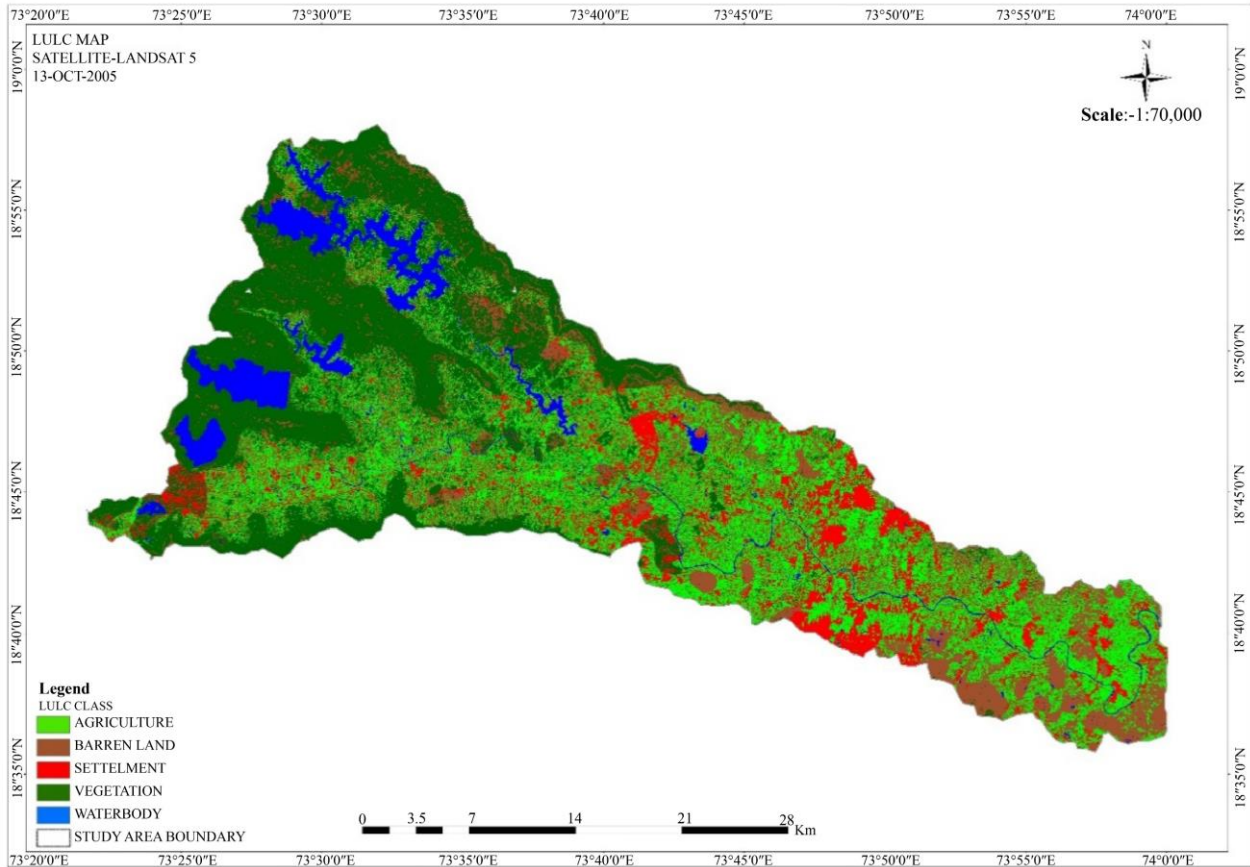 73°20'0"E 73°25'0"E 73°30'0"E 73°35'0"E 73°40'0"E 73°45'0"E 73°50'0"E 73°55'0"E 74°0'0"E
LULC MAP
SATELLITE-LANDSAT 5
13-OCT-2005
N
Scale:-1:70,000
19°0'0"N 19°0'0"N
18°55'0"N 18°55'0"N
18°50'0"N 18°50'0"N
18°45'0"N 18°45'0"N
18°40'0"N 18°40'0"N
18°35'0"N 18°35'0"N
Legend
LULC CLASS
AGRICULTURE
BARREN LAND
SETTELMENT
VEGETATION
WATERBODY
STUDY AREA BOUNDARY
0 3.5 7 14 21 28
Km
73°20'0"E 73°25'0"E 73°30'0"E 73°35'0"E 73°40'0"E 73°45'0"E 73°50'0"E 73°55'0"E 74°0'0"E